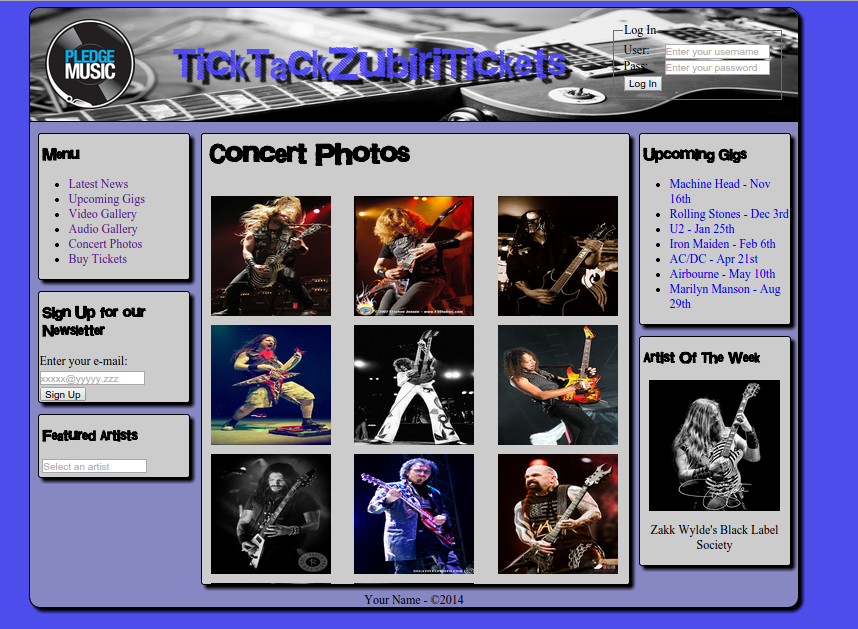 PLEDGE
MUSIC
TickTackZubiriTickets
Log In
User: Enter your username
Pass: Enter your password
Log In
Menu
Latest News
Upcoming Gigs
Video Gallery
Audio Gallery
Concert Photos
Buy Tickets
Sign Up for our
Newsletter
Enter your e-mail:
xxxxx@yyyyy.zzz
Sign Up
Featured Artists
Select an artist
Concert Photos
Upcoming Gigs
Machine Head - Nov
16th
Rolling Stones - Dec 3rd
U2 - Jan 25th
Iron Maiden - Feb 6th
AC/DC - Apr 21st
Airbourne - May 10th
Marilyn Manson - Aug
29th
Artist Of The Week
Zakk Wylde's Black Label
Society
Your Name - ©2014